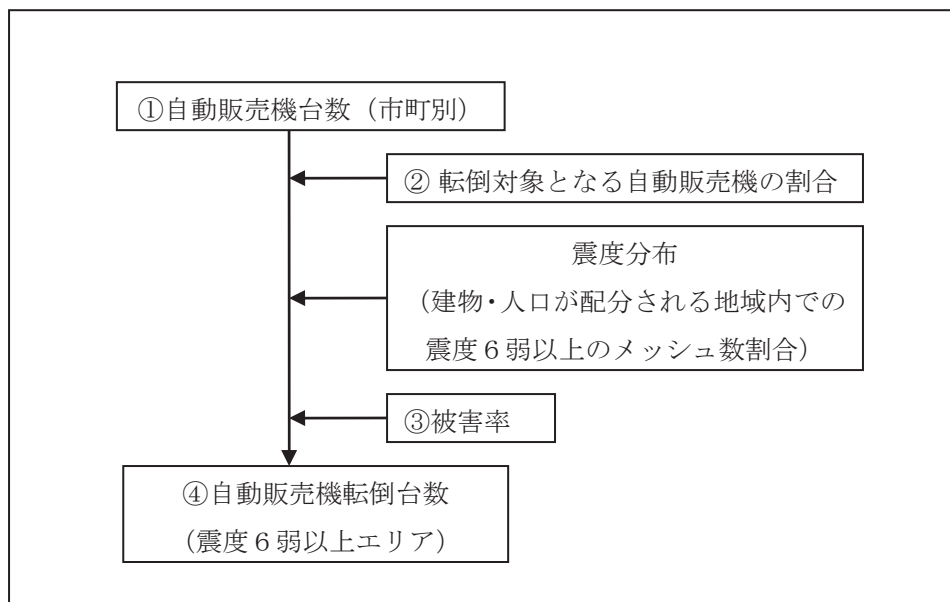 ①自動販売機台数（市町別）
② 転倒対象となる自動販売機の割合
震度分布
（建物・人口が配分される地域内での
震度６弱以上のメッシュ数割合）
③被害率
④自動販売機転倒台数
（震度６弱以上エリア）